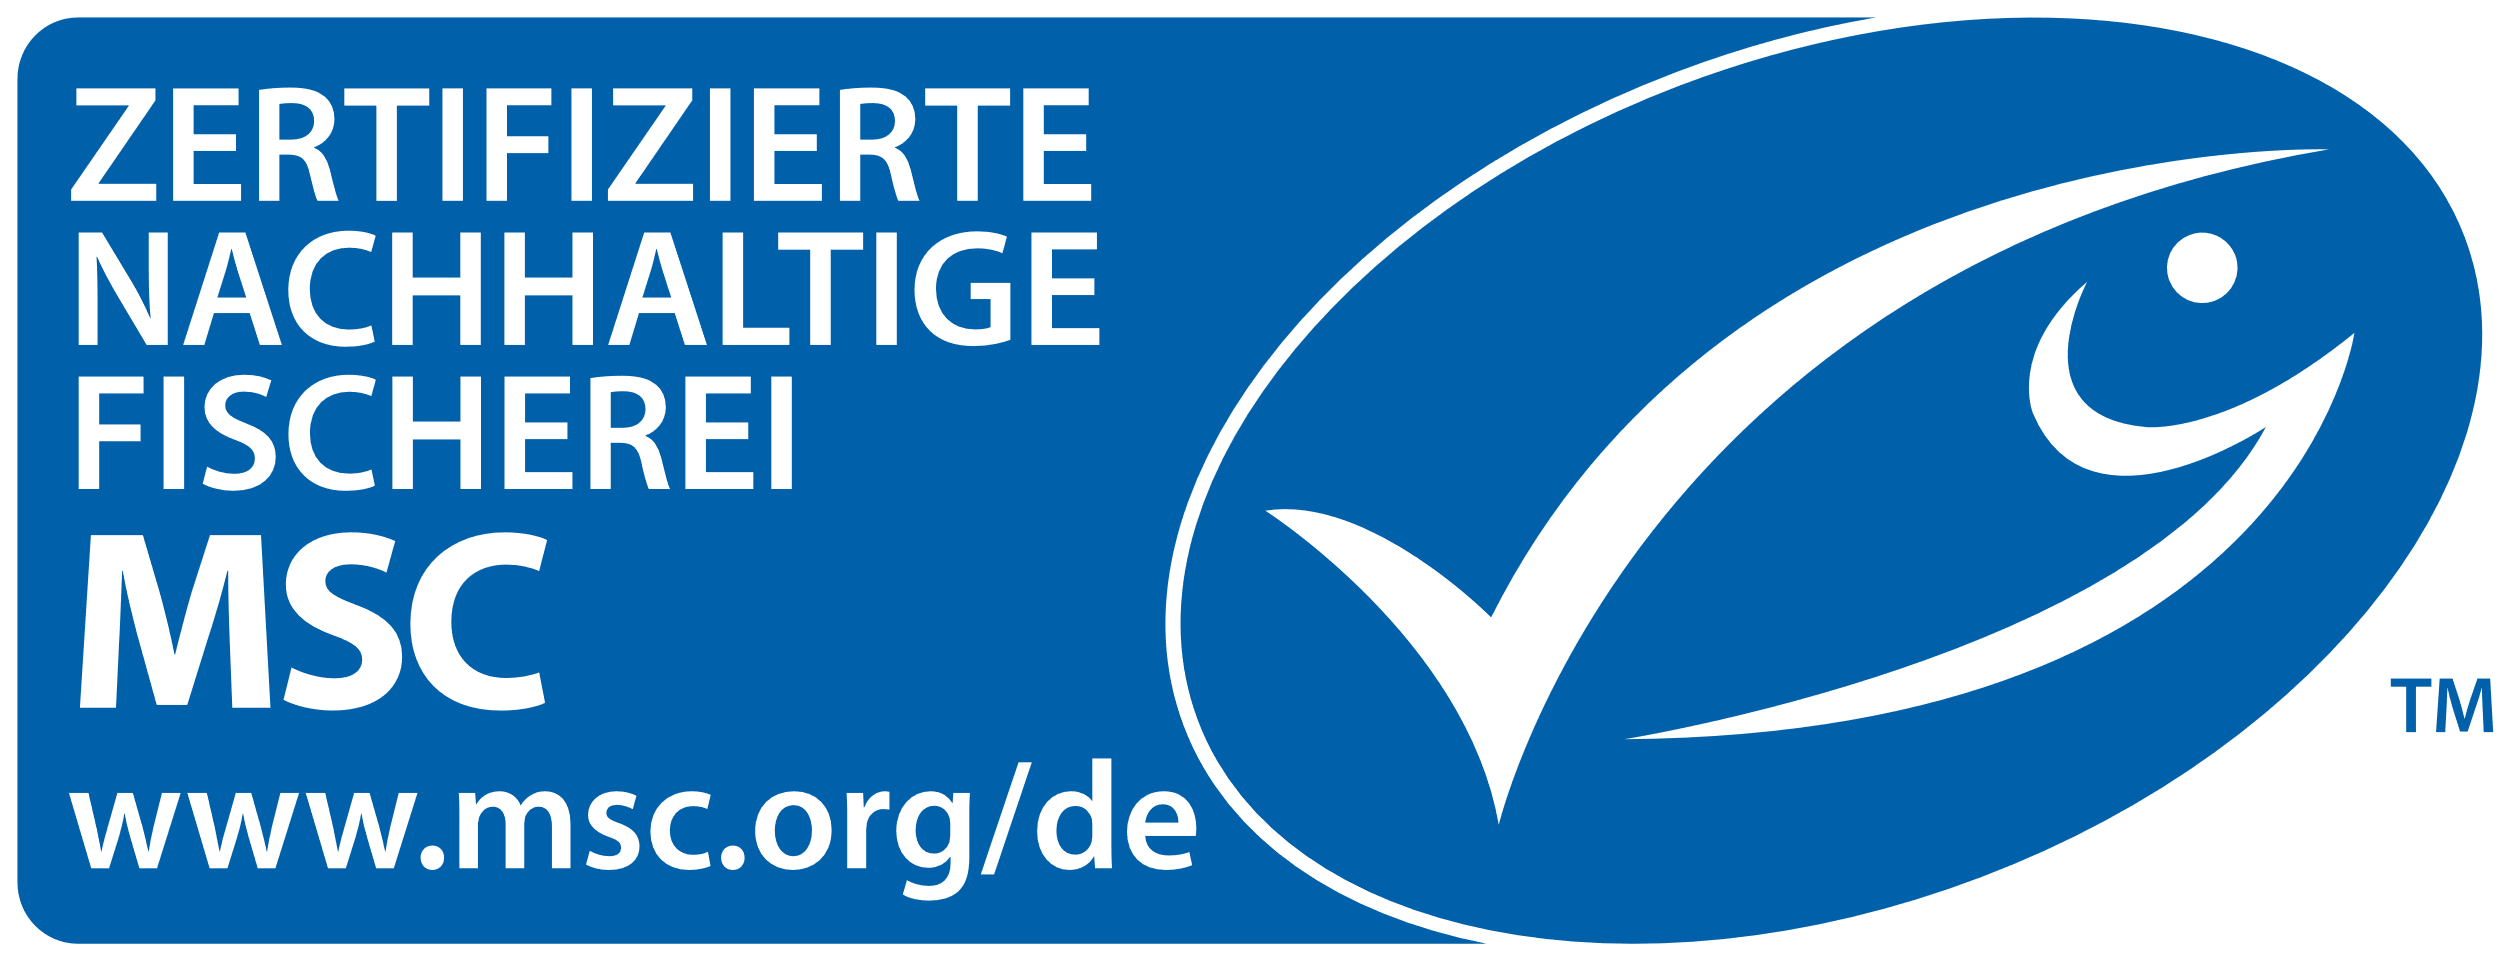 ZERTIFIZIERTE
NACHHALTIGE
FISCHEREI
MSC
www.msc.org/de
TM